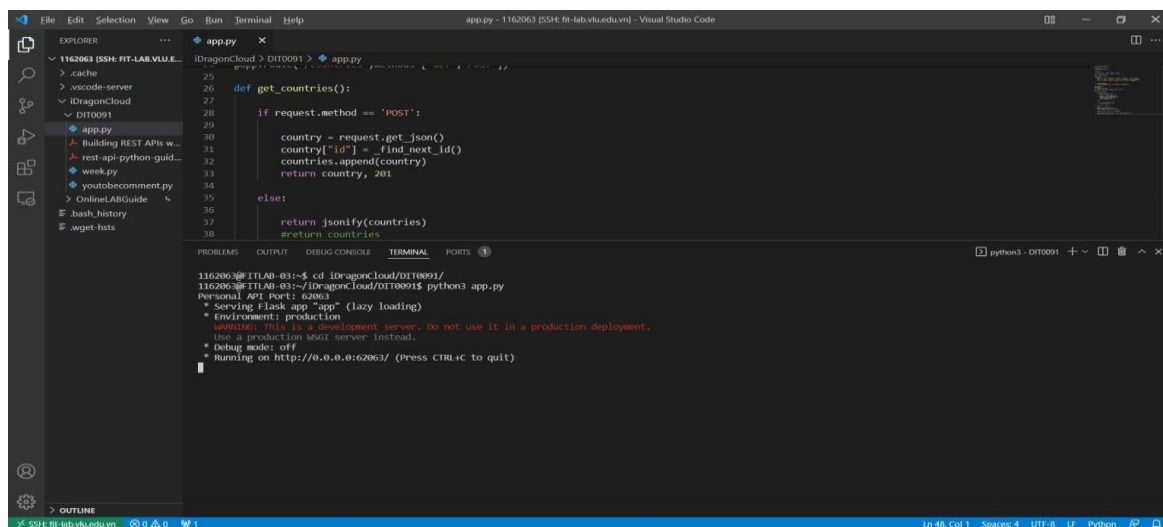 File Edit Selection View Go Run Terminal Help
app.py - 1162063 [SSH: fit-lab.vlu.edu.vn] - Visual Studio Code
EXPLORER
1162063 [SSH: FIT-LAB.VLU.E...
.cache
.vscode-server
iDragonCloud
DIT0091
app.py
Building REST APIs w...
rest-api-python-guid...
week.py
youtobecomment.py
OnlineLABGuide
.bash_history
.wget-hsts
OUTLINE
app.py
iDragonCloud > DIT0091 > app.py
25
26 def get_countries():
27
28 if request.method == 'POST':
29
30 country = request.get_json()
31 country["id"] = _find_next_id()
32 countries.append(country)
33 return country, 201
34
35 else:
36
37 return jsonify(countries)
38 #return countries
PROBLEMS OUTPUT DEBUG CONSOLE TERMINAL PORTS 1
python3 - DIT0091
1162063@FITLAB-03:~$ cd iDragonCloud/DIT0091/
1162063@FITLAB-03:~/iDragonCloud/DIT0091$ python3 app.py
Personal API Port: 62063
* Serving Flask app "app" (lazy loading)
* Environment: production
WARNING: This is a development server. Do not use it in a production deployment.
Use a production WSGI server instead.
* Debug mode: off
* Running on http://0.0.0.0:62063/ (Press CTRL+C to quit)
SSH: fit-lab.vlu.edu.vn 0 0 1
Ln 48, Col 1 Spaces: 4 UTF-8 LF Python